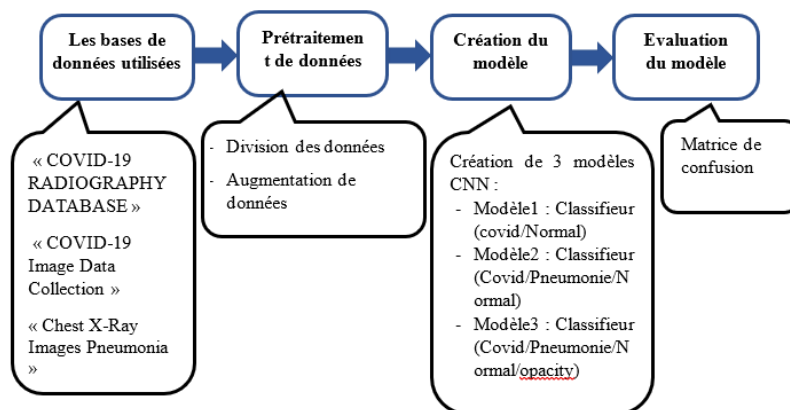 Les bases de
données utilisées
Prétraitemen
t de données
Création du
modèle
Evaluation
du modèle
« COVID-19
RADIOGRAPHY
DATABASE »
« COVID-19
Image Data
Collection »
« Chest X-Ray
Images Pneumonia
»
- Division des données
- Augmentation de
données
Création de 3 modèles
CNN :
- Modèle1 : Classifieur
(covid/Normal)
- Modèle2 : Classifieur
(Covid/Pneumonie/N
ormal)
- Modèle3 : Classifieur
(Covid/Pneumonie/N
ormal/opacity)
Matrice de
confusion